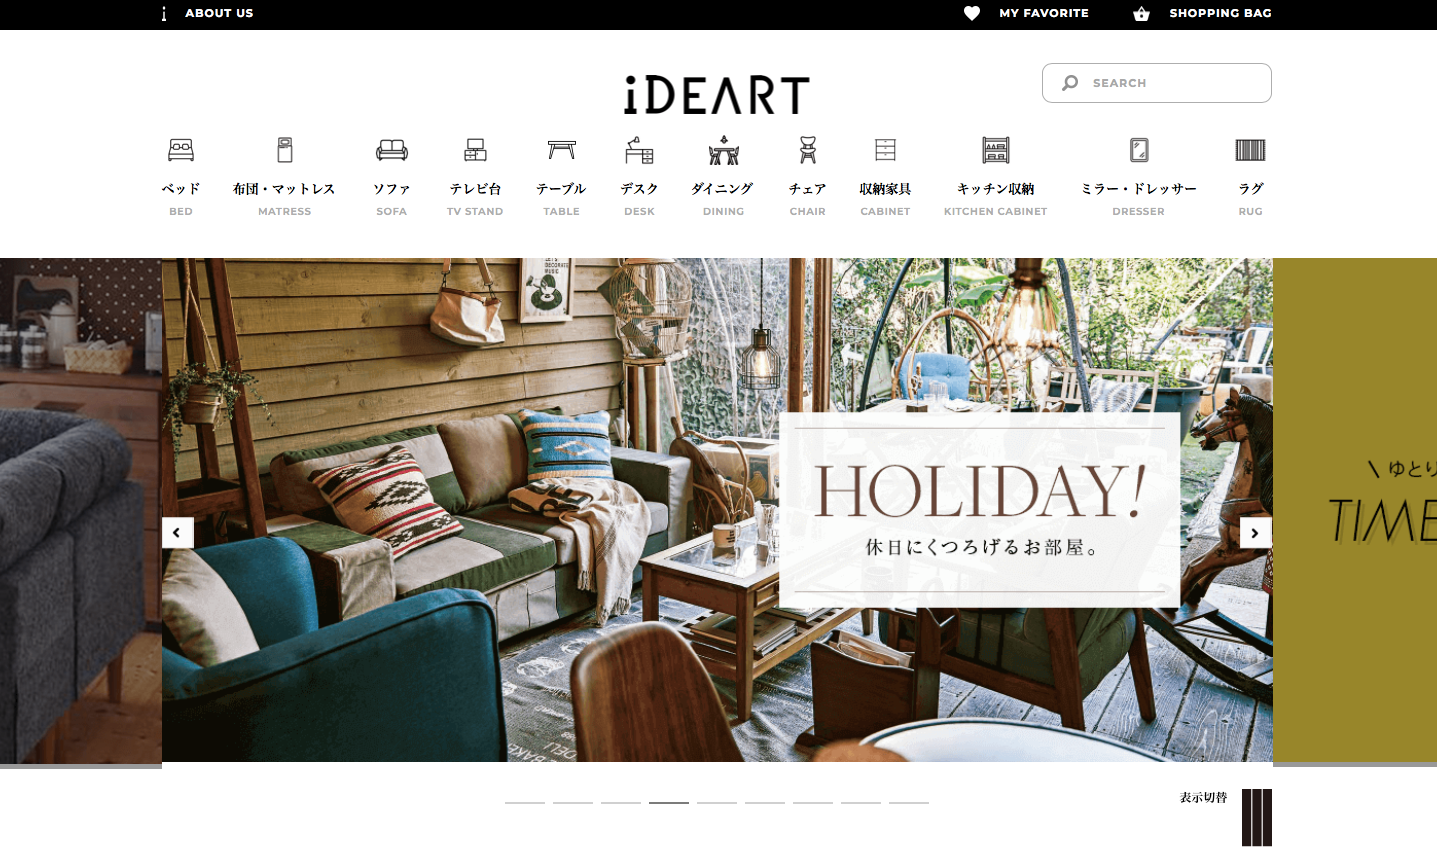 ABOUT US
MY FAVORITE
SHOPPING BAG
iDEART
SEARCH
ベッド
布団・マットレス
ソファ
テレビ台
テーブル
デスク
ダイニング
チェア
収納家具
キッチン収納
ミラー・ドレッサー
ラグ
BED
MATRESS
SOFA
TV STAND
TABLE
DESK
DINING
CHAIR
CABINET
KITCHEN CABINET
DRESSER
RUG
DECORATE
MUSIC
HOLIDAY!
休日にくつろげるお部屋。
\ ゆとり
TIME
DELI
BAKE
表示切替